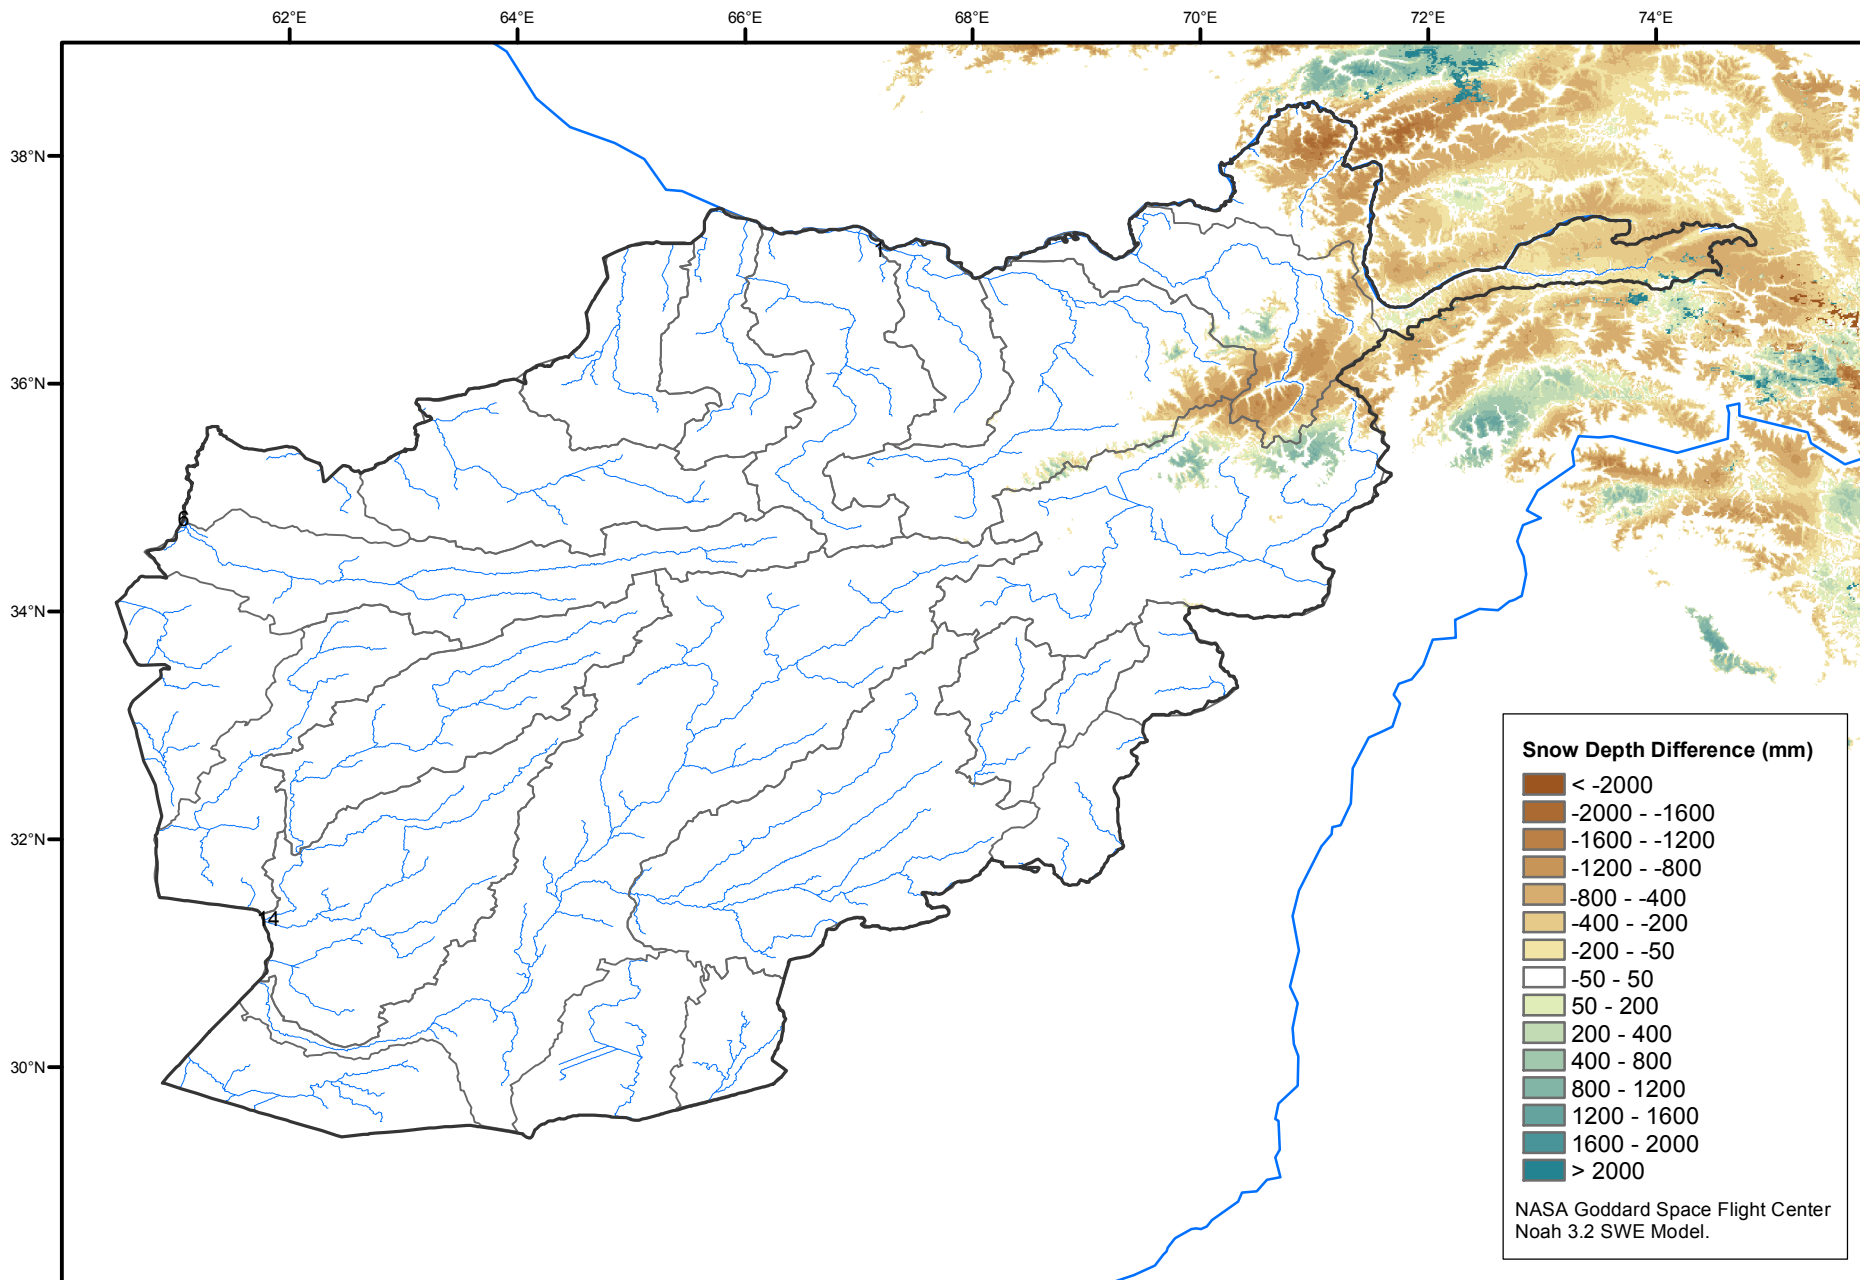 62°E 64°E 66°E 68°E 70°E 72°E 74°E
38°N
1
36°N
6
34°N
32°N
14
30°N
Snow Depth Difference (mm)
< -2000
-2000 - -1600
-1600 - -1200
-1200 - -800
-800 - -400
-400 - -200
-200 - -50
-50 - 50
50 - 200
200 - 400
400 - 800
800 - 1200
1200 - 1600
1600 - 2000
> 2000
NASA Goddard Space Flight Center
Noah 3.2 SWE Model.